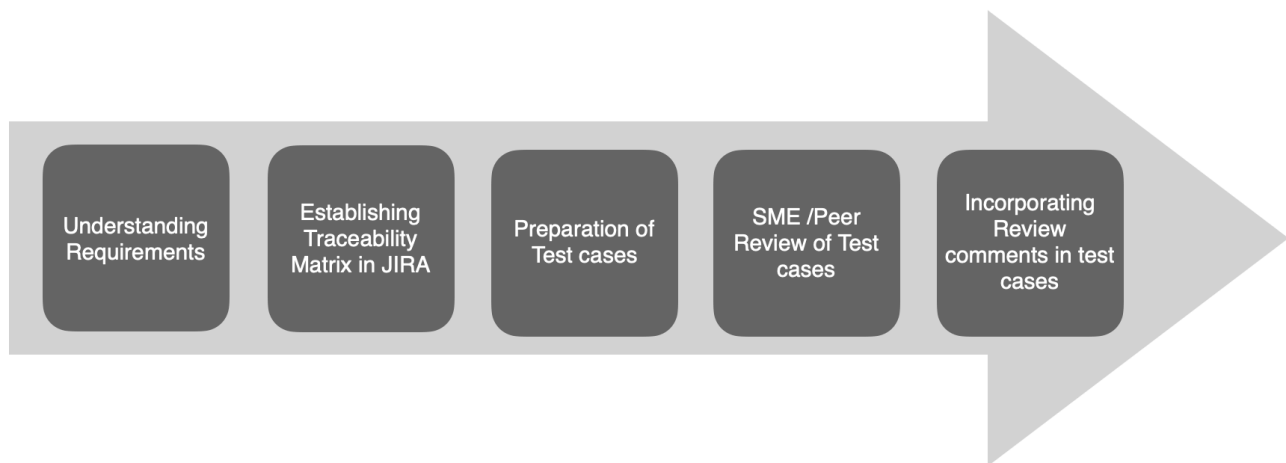 Understanding
Requirements
Establishing
Traceability
Matrix in JIRA
Preparation of
Test cases
SME /Peer
Review of Test
cases
Incorporating
Review
comments in test
cases